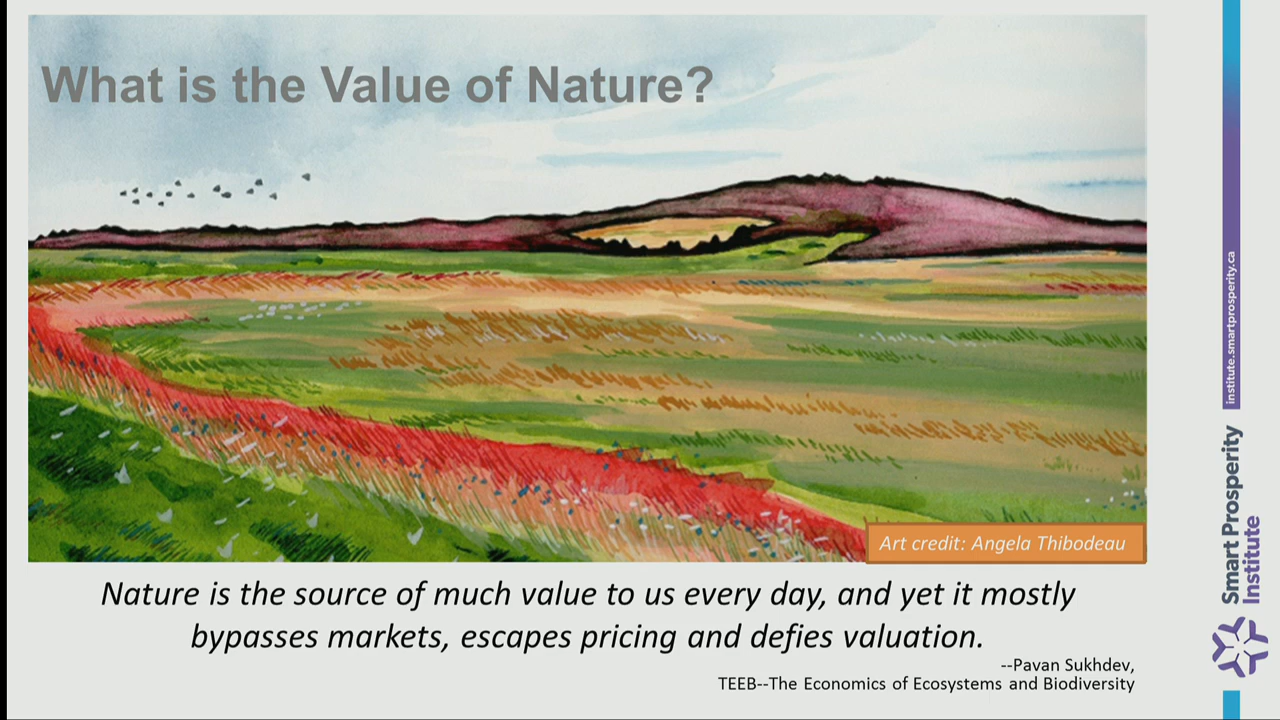 What is the Value of Nature?
Art credit: Angela Thibodeau
Nature is the source of much value to us every day, and yet it mostly
bypasses markets, escapes pricing and defies valuation.
--Pavan Sukhdev,
TEEB--The Economics of Ecosystems and Biodiversity
institute.smartprosperity.ca
Smart Prosperity
Institute